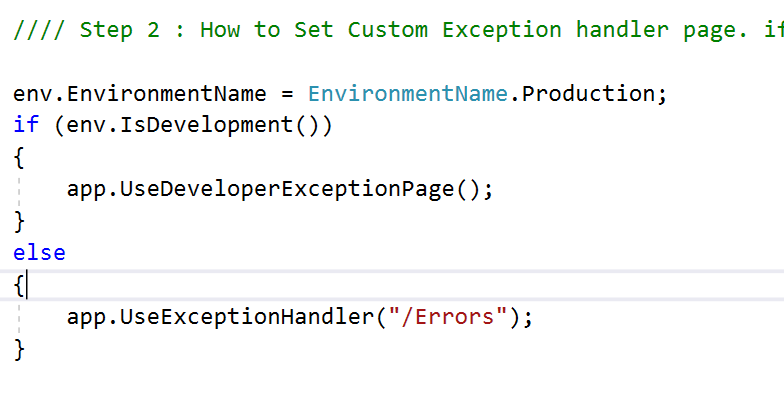 //// Step 2 : How to Set Custom Exception handler page. if
env.EnvironmentName = EnvironmentName.Production;
if (env.IsDevelopment())
{
app.UseDeveloperExceptionPage();
}
else
{
app.UseExceptionHandler("/Errors");
}